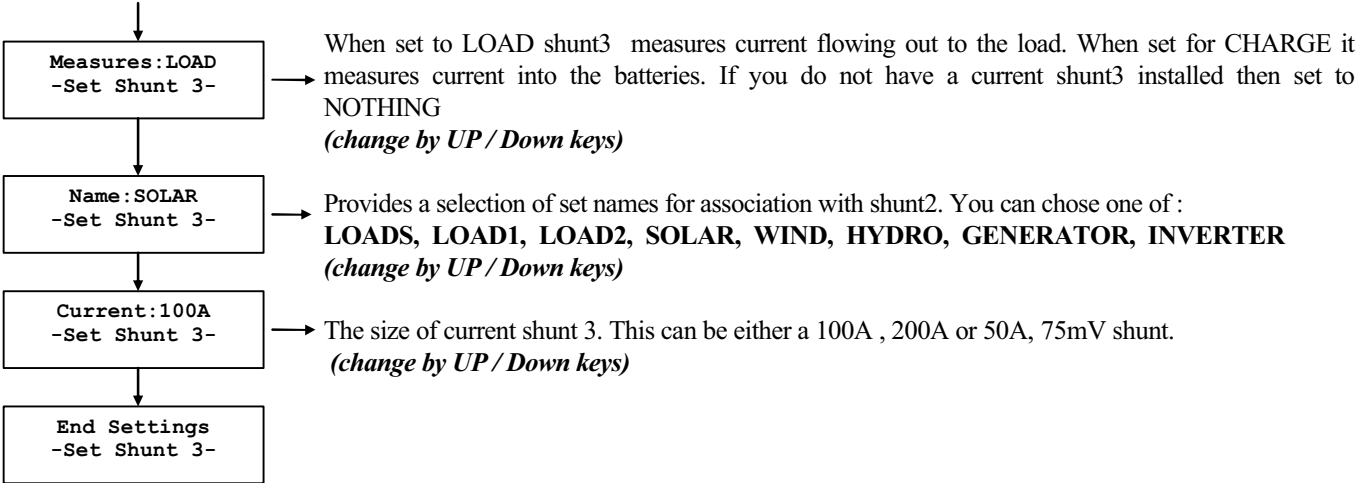 Measures:LOAD
-Set Shunt 3-
When set to LOAD shunt3 measures current flowing out to the load. When set for CHARGE it
measures current into the batteries. If you do not have a current shunt3 installed then set to
NOTHING
(change by UP / Down keys)
Name:SOLAR
-Set Shunt 3-
Provides a selection of set names for association with shunt2. You can chose one of :
LOADS, LOAD1, LOAD2, SOLAR, WIND, HYDRO, GENERATOR, INVERTER
(change by UP / Down keys)
Current:100A
-Set Shunt 3-
The size of current shunt 3. This can be either a 100A , 200A or 50A, 75mV shunt.
(change by UP / Down keys)
End Settings
-Set Shunt 3-